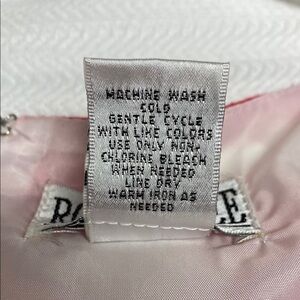 MACHINE WASH
COLD
GENTLE CYCLE
WITH LIKE COLORS
USE ONLY NON-
CHLORINE BLEACH
WHEN NEEDED
LINE DRY
WARM IRON AS
NEEDED